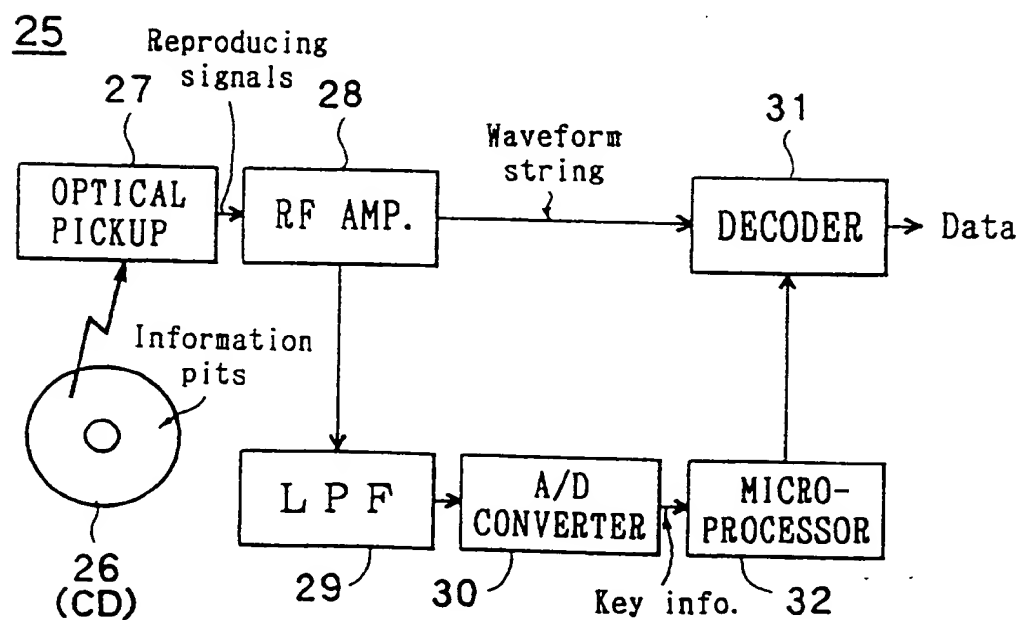 25
Reproducing
signals
27
28
Waveform
string
31
OPTICAL
PICKUP
RF AMP.
DECODER
Data
Information
pits
L P F
A/D
CONVERTER
MICRO-
PROCESSOR
26
(CD)
29
30
Key info.
32